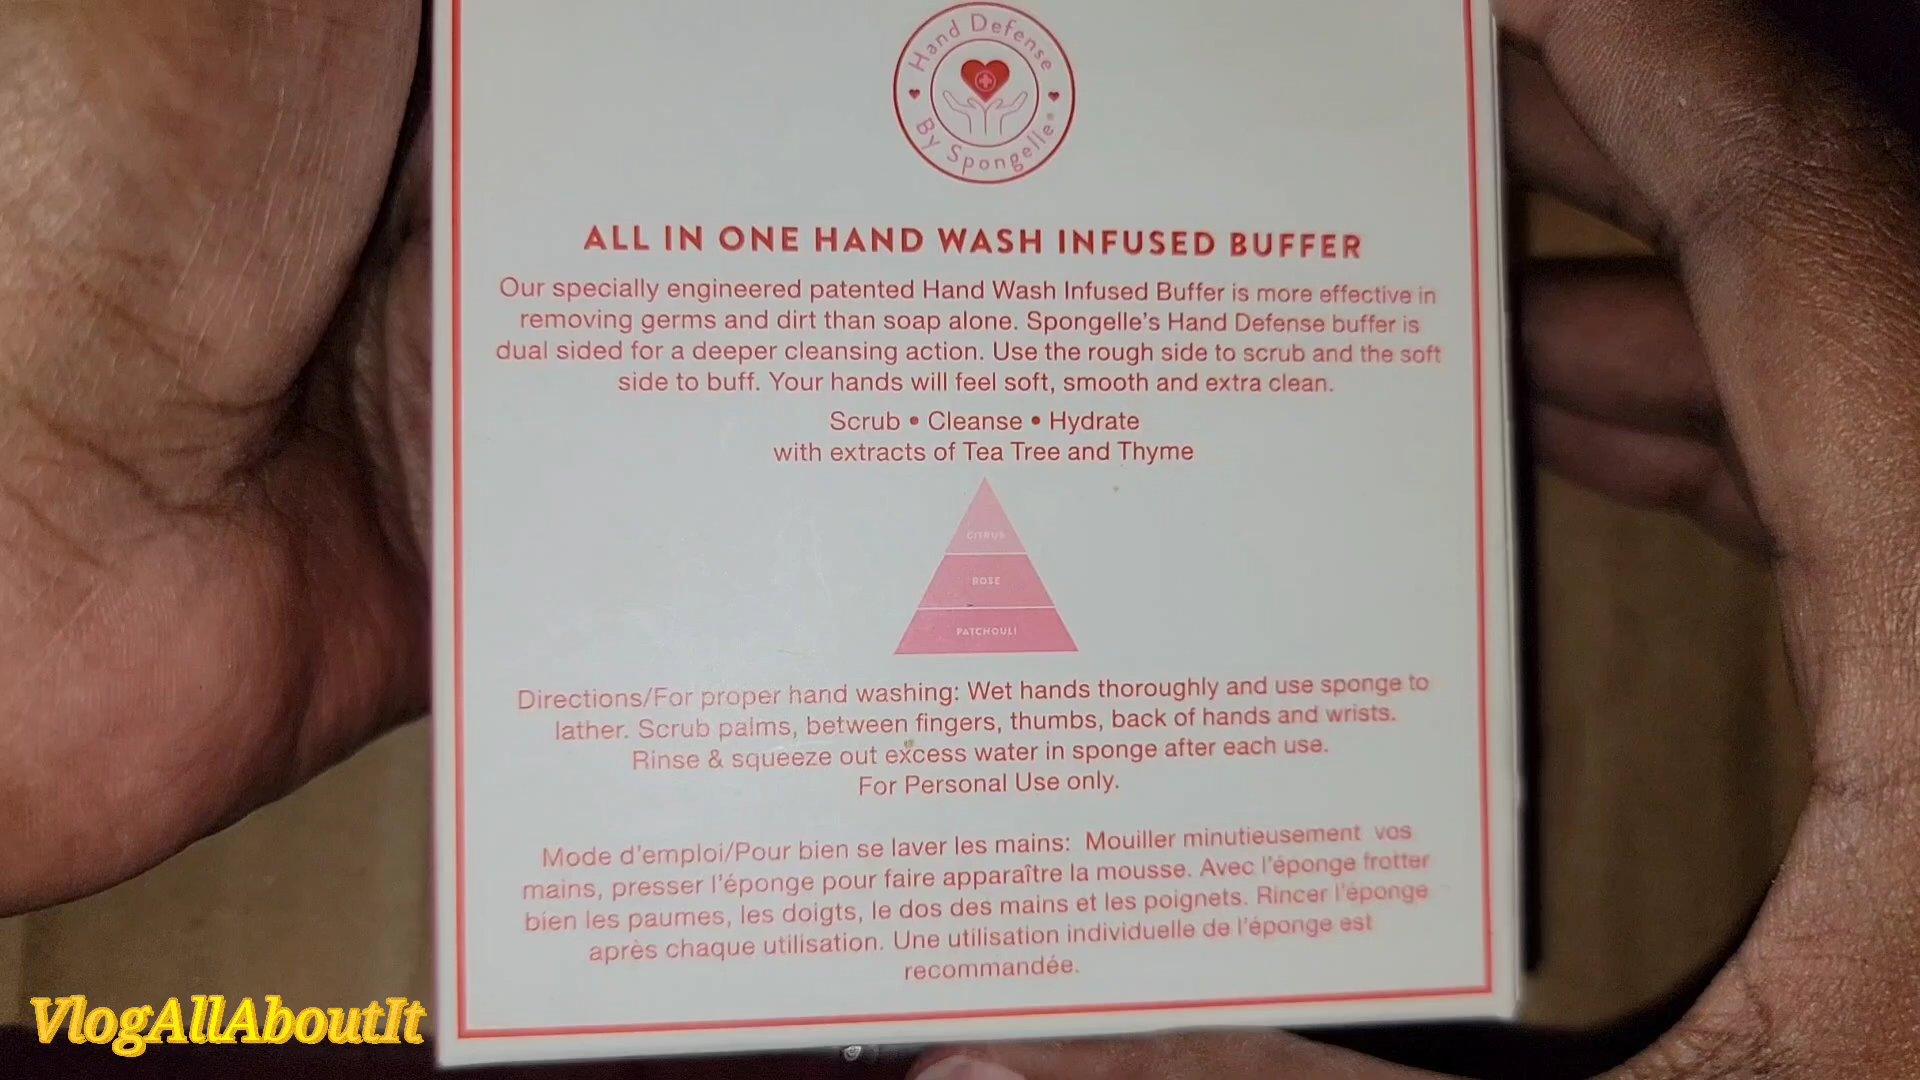 Hand Defense
By Spongelle®
ALL IN ONE HAND WASH INFUSED BUFFER
Our specially engineered patented Hand Wash Infused Buffer is more effective in
removing germs and dirt than soap alone. Spongelle's Hand Defense buffer is
dual sided for a deeper cleansing action. Use the rough side to scrub and the soft
side to buff. Your hands will feel soft, smooth and extra clean.
Scrub • Cleanse • Hydrate
with extracts of Tea Tree and Thyme
CITRUS
ROSE
PATCHOULI
Directions/For proper hand washing: Wet hands thoroughly and use sponge to
lather. Scrub palms, between fingers, thumbs, back of hands and wrists.
Rinse & squeeze out excess water in sponge after each use.
For Personal Use only.
Mode d'emploi/Pour bien se laver les mains: Mouiller minutieusement vos
mains, presser l'éponge pour faire apparaître la mousse. Avec l'éponge frotter
bien les paumes, les doigts, le dos des mains et les poignets. Rincer l'éponge
après chaque utilisation. Une utilisation individuelle de l'éponge est
recommandée.
VlogAllAboutIt